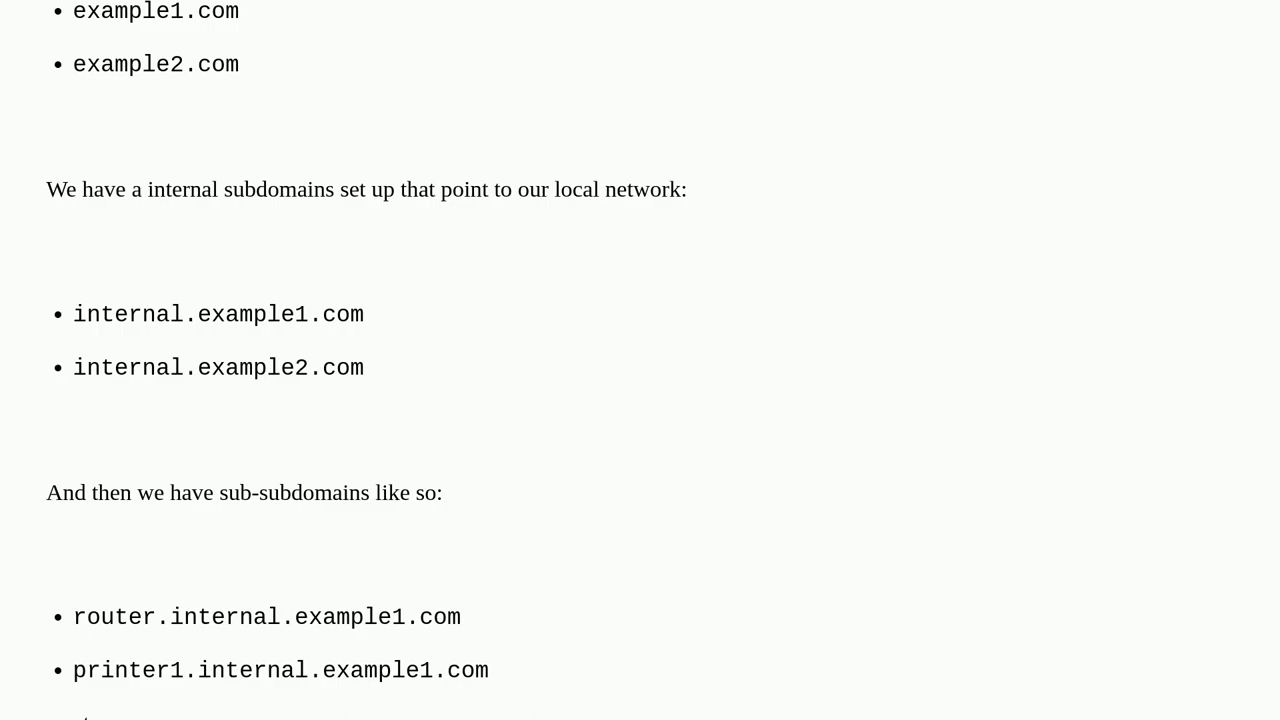 • example1.com
• example2.com
We have a internal subdomains set up that point to our local network:
• internal.example1.com
• internal.example2.com
And then we have sub-subdomains like so:
• router.internal.example1.com
• printer1.internal.example1.com